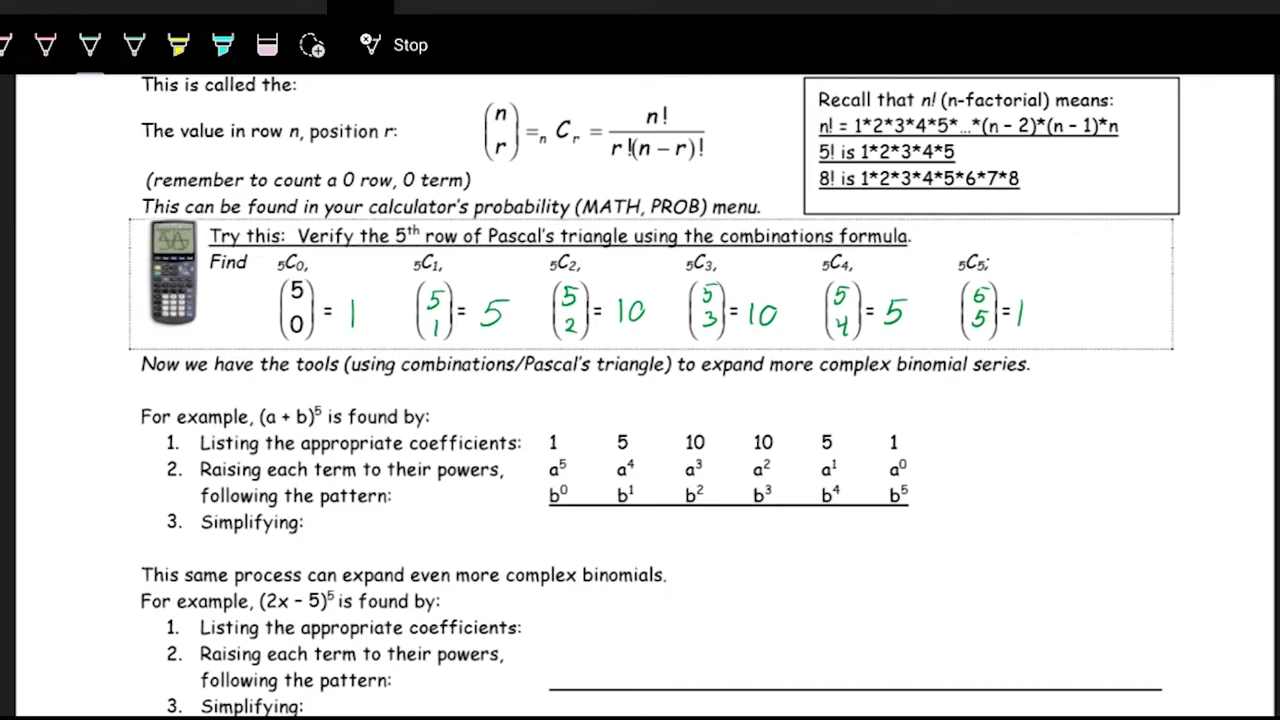 Stop
This is called the:
The value in row n, position r: (n r) = nCr = n! / r!(n – r)!
(remember to count a 0 row, 0 term)
This can be found in your calculator's probability (MATH, PROB) menu.
Recall that n! (n-factorial) means:
n! = 1*2*3*4*5*…*(n – 2)*(n – 1)*n
5! is 1*2*3*4*5
8! is 1*2*3*4*5*6*7*8
Try this: Verify the 5th row of Pascal's triangle using the combinations formula.
Find 5C0, 5C1, 5C2, 5C3, 5C4, 5C5;
(5 0) = 1 (5 1) = 5 (5 2) = 10 (5 3) = 10 (5 4) = 5 (5 5) = 1
Now we have the tools (using combinations/Pascal's triangle) to expand more complex binomial series.
For example, (a + b)⁵ is found by:
1. Listing the appropriate coefficients: 1 5 10 10 5 1
2. Raising each term to their powers, a⁵ a⁴ a³ a² a¹ a⁰
following the pattern: b⁰ b¹ b² b³ b⁴ b⁵
3. Simplifying:
This same process can expand even more complex binomials.
For example, (2x – 5)⁵ is found by:
1. Listing the appropriate coefficients:
2. Raising each term to their powers,
following the pattern:
3. Simplifying: